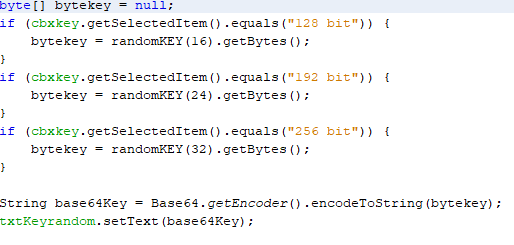 byte[] bytekey = null;
if (cbxkey.getSelectedItem().equals("128 bit")) {
    bytekey = randomKEY(16).getBytes();
}
if (cbxkey.getSelectedItem().equals("192 bit")) {
    bytekey = randomKEY(24).getBytes();
}
if (cbxkey.getSelectedItem().equals("256 bit")) {
    bytekey = randomKEY(32).getBytes();
}

String base64Key = Base64.getEncoder().encodeToString(bytekey);
txtKeyrandom.setText(base64Key);